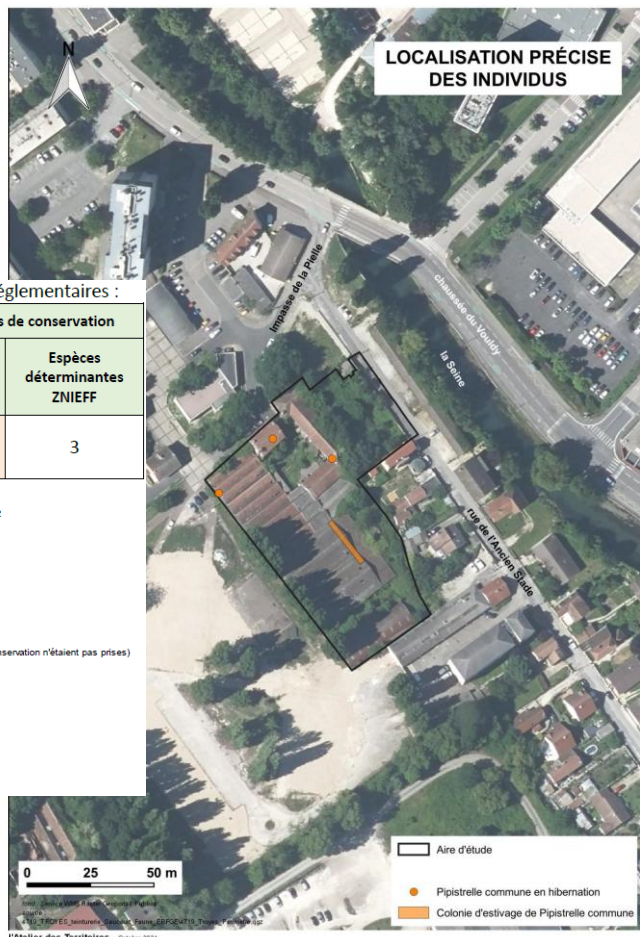 N
LOCALISATION PRÉCISE
DES INDIVIDUS
églementaires :
s de conservation
Espèces
déterminantes
ZNIEFF
3
servation n'étaient pas prises)
Impasse de la Pielle
chaussée du Vouldy
la Seine
rue de l'Ancien Stade
0 25 50 m
Aire d'étude
Pipistrelle commune en hibernation
Colonie d'estivage de Pipistrelle commune
l'Atelier des Territoires